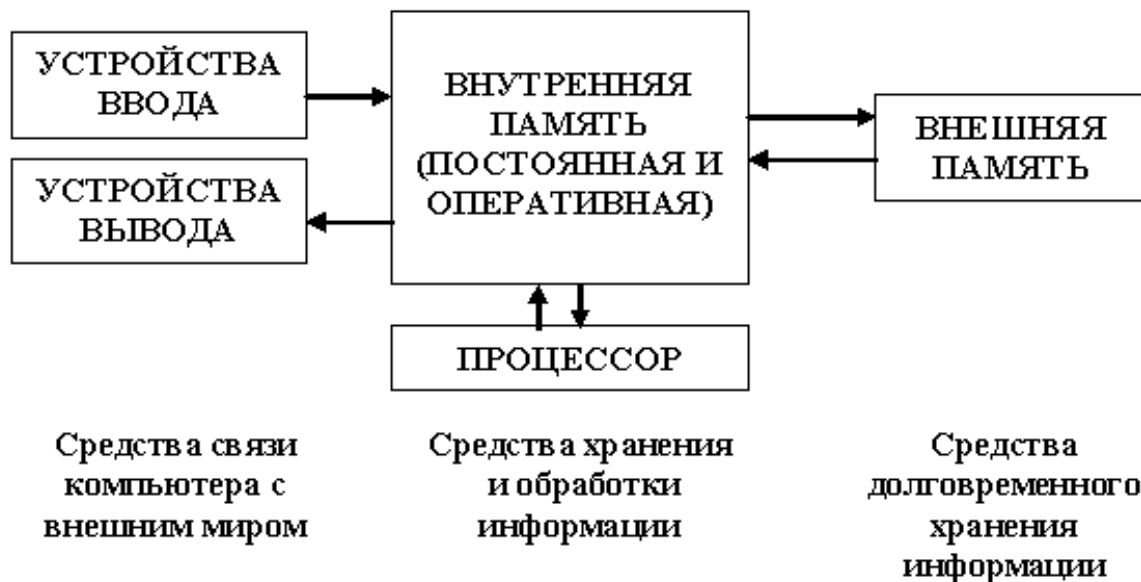 УСТРОЙСТВА
ВВОДА
УСТРОЙСТВА
ВЫВОДА
ВНУТРЕННЯЯ
ПАМЯТЬ
(ПОСТОЯННАЯ И
ОПЕРАТИВНАЯ)
ВНЕШНЯЯ
ПАМЯТЬ
ПРОЦЕССОР
Средства связи
компьютера с
внешним миром
Средства хранения
и обработки
информации
Средства
долговременного
хранения
информации